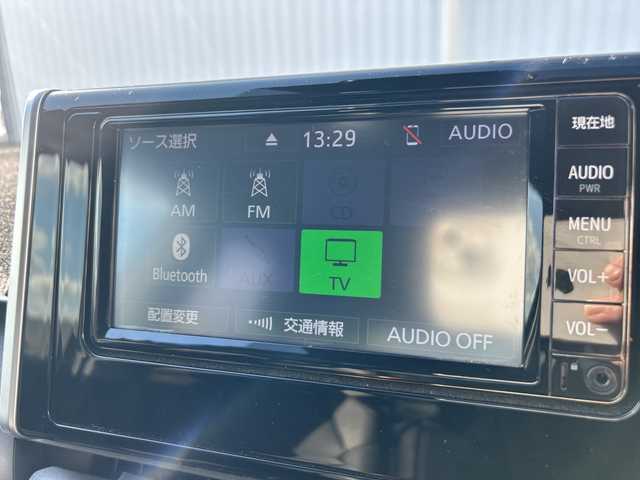 ソース選択 13:29 AUDIO
AM FM CD
Bluetooth AUX TV
配置変更 交通情報 AUDIO OFF
現在地
AUDIO
PWR
MENU
CTRL
VOL+
VOL−